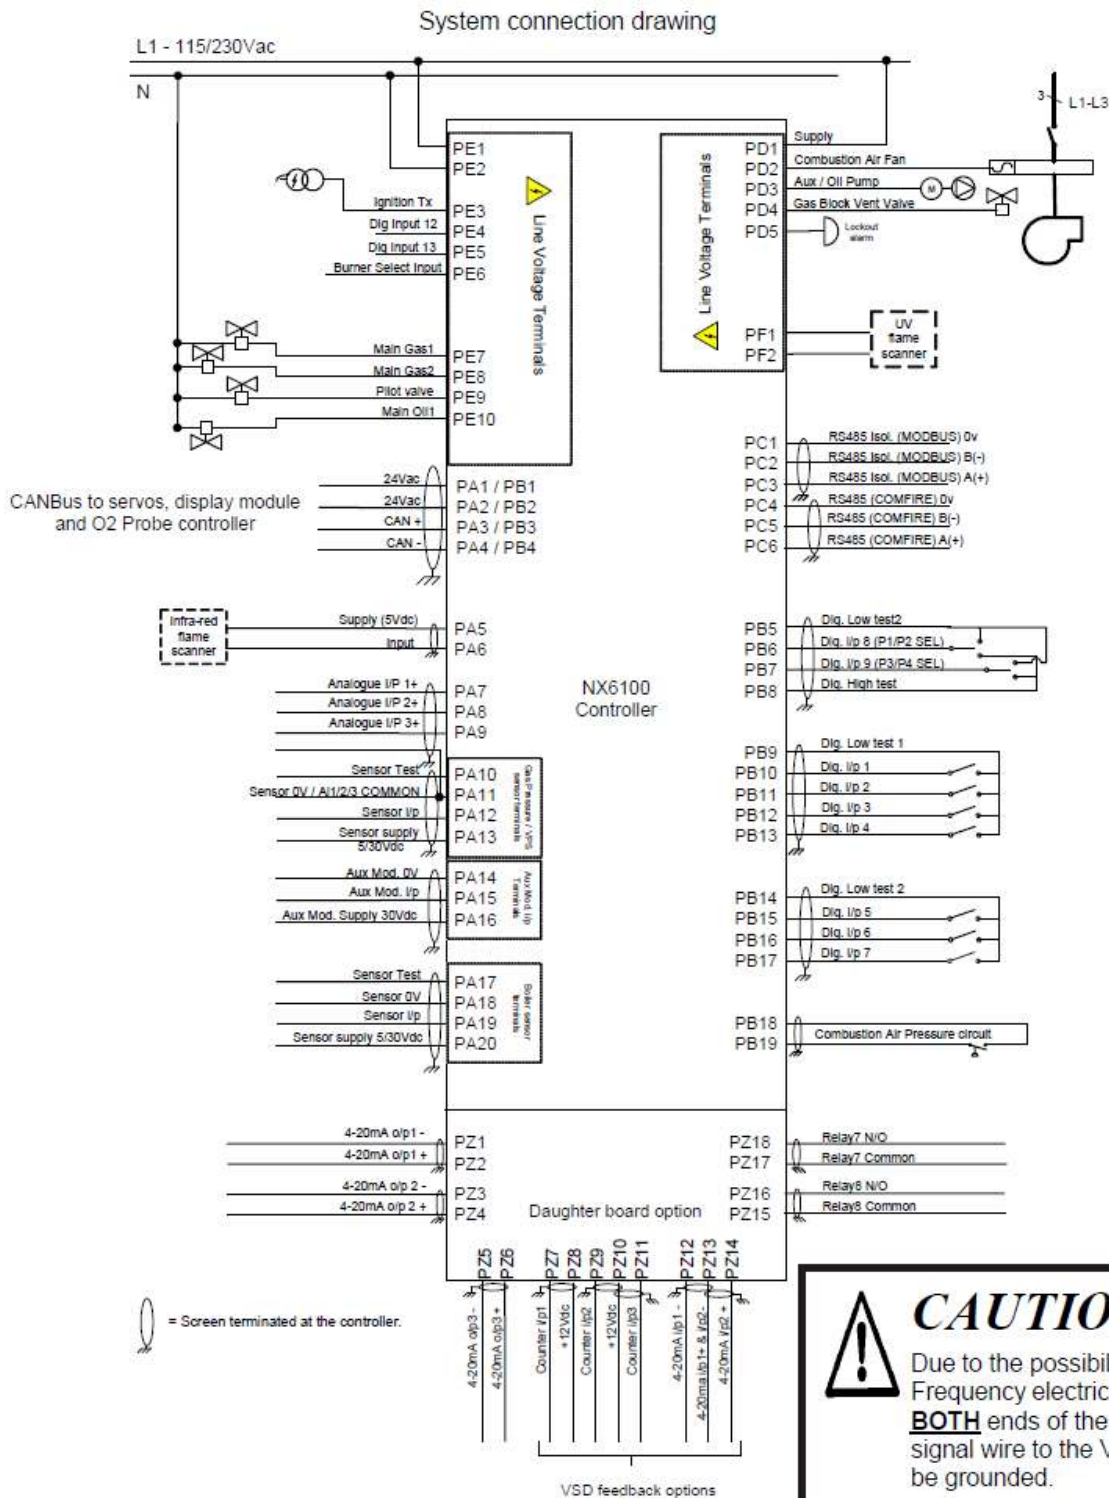 System connection drawing
L1 - 115/230Vac
N
3
L1-L3
PE1
PE2
Ignition Tx
PE3
Dig Input 12
PE4
Dig Input 13
PE5
Burner Select Input
PE6
Main Gas1
PE7
Main Gas2
PE8
Pilot valve
PE9
Main Oil1
PE10
Line Voltage Terminals
Line Voltage Terminals
PD1
Supply
PD2
Combustion Air Fan
PD3
Aux / Oil Pump
M
PD4
Gas Block Vent Valve
PD5
Lockout
alarm
PF1
PF2
UV
flame
scanner
CANBus to servos, display module
and O2 Probe controller
24Vac
PA1 / PB1
24Vac
PA2 / PB2
CAN +
PA3 / PB3
CAN -
PA4 / PB4
PC1
RS485 Isol. (MODBUS) 0v
PC2
RS485 Isol. (MODBUS) B(-)
PC3
RS485 Isol. (MODBUS) A(+)
PC4
RS485 (COMFIRE) 0v
PC5
RS485 (COMFIRE) B(-)
PC6
RS485 (COMFIRE) A(+)
Infra-red
flame
scanner
Supply (5Vdc)
PA5
Input
PA6
Analogue I/P 1+
PA7
Analogue I/P 2+
PA8
Analogue I/P 3+
PA9
NX6100
Controller
PB5
Dig. Low test2
PB6
Dig. I/p 8 (P1/P2 SEL)
PB7
Dig. I/p 9 (P3/P4 SEL)
PB8
Dig. High test
Sensor Test
PA10
Sensor 0V / AI1/2/3 COMMON
PA11
Sensor I/p
PA12
Sensor supply
5/30Vdc
PA13
Gas Pressure / VPS
sensor terminals
PB9
Dig. Low test 1
PB10
Dig. I/p 1
PB11
Dig. I/p 2
PB12
Dig. I/p 3
PB13
Dig. I/p 4
Aux Mod. 0V
PA14
Aux Mod. I/p
PA15
Aux Mod. Supply 30Vdc
PA16
Aux Mod. I/p
Terminals
PB14
Dig. Low test 2
PB15
Dig. I/p 5
PB16
Dig. I/p 6
PB17
Dig. I/p 7
Sensor Test
PA17
Sensor 0V
PA18
Sensor I/p
PA19
Sensor supply 5/30Vdc
PA20
Boiler sensor
terminals
PB18
PB19
Combustion Air Pressure circuit
4-20mA o/p1 -
PZ1
4-20mA o/p1 +
PZ2
4-20mA o/p 2 -
PZ3
4-20mA o/p 2 +
PZ4
Daughter board option
PZ18
Relay7 N/O
PZ17
Relay7 Common
PZ16
Relay8 N/O
PZ15
Relay8 Common
PZ5
PZ6
PZ7
PZ8
PZ9
PZ10
PZ11
PZ12
PZ13
PZ14
4-20mA o/p3 -
4-20mA o/p3 +
Counter I/p1
+12Vdc
Counter I/p2
+12Vdc
Counter I/p3
4-20mA I/p1 -
4-20mA I/p1+ & I/p2-
4-20mA I/p2 +
VSD feedback options
= Screen terminated at the controller.
CAUTIO
Due to the possibil
Frequency electric
BOTH ends of the
signal wire to the V
be grounded.